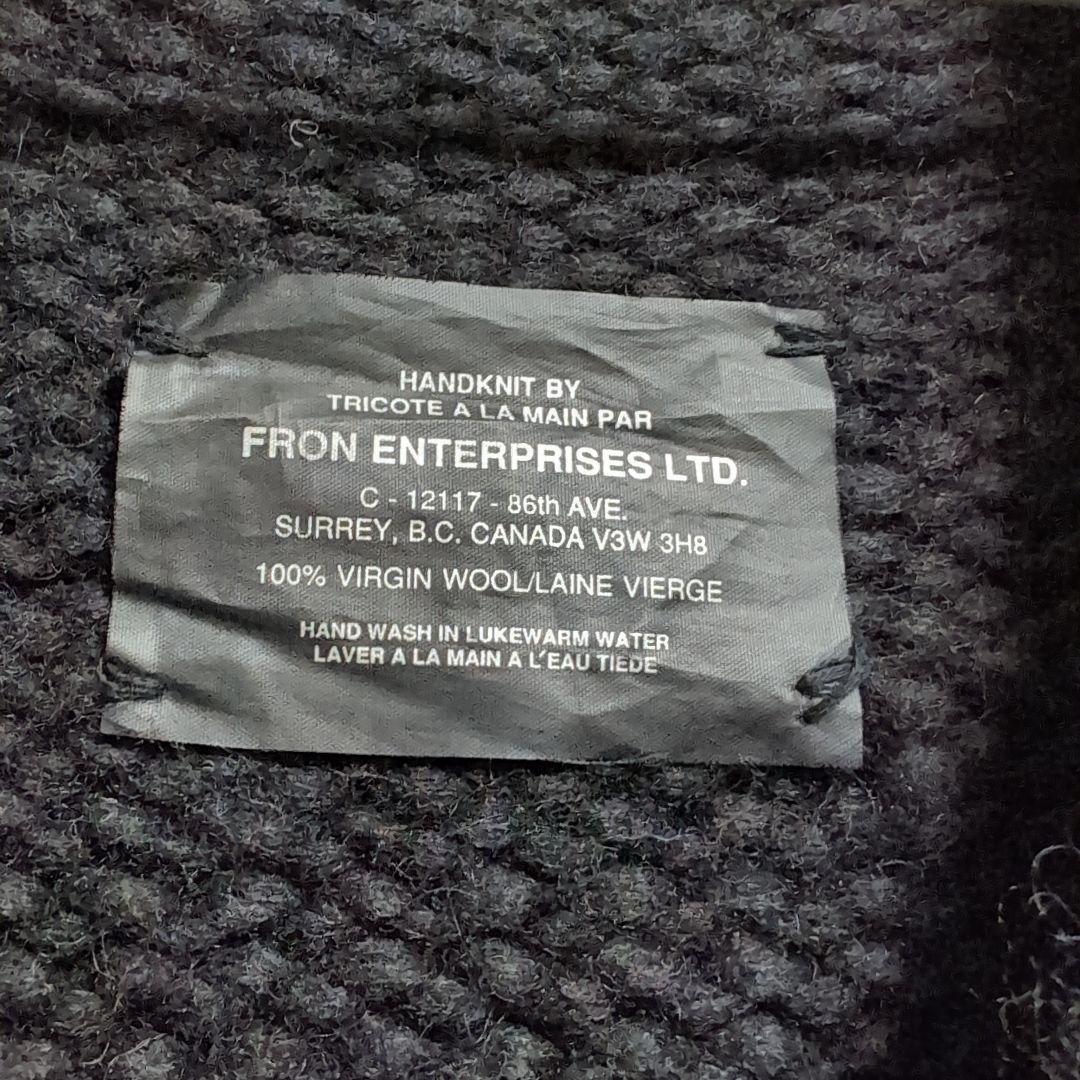 HANDKNIT BY
TRICOTE A LA MAIN PAR
FRON ENTERPRISES LTD.
C - 12117 - 86th AVE.
SURREY, B.C. CANADA V3W 3H8
100% VIRGIN WOOL/LAINE VIERGE
HAND WASH IN LUKEWARM WATER
LAVER A LA MAIN A L'EAU TIEDE